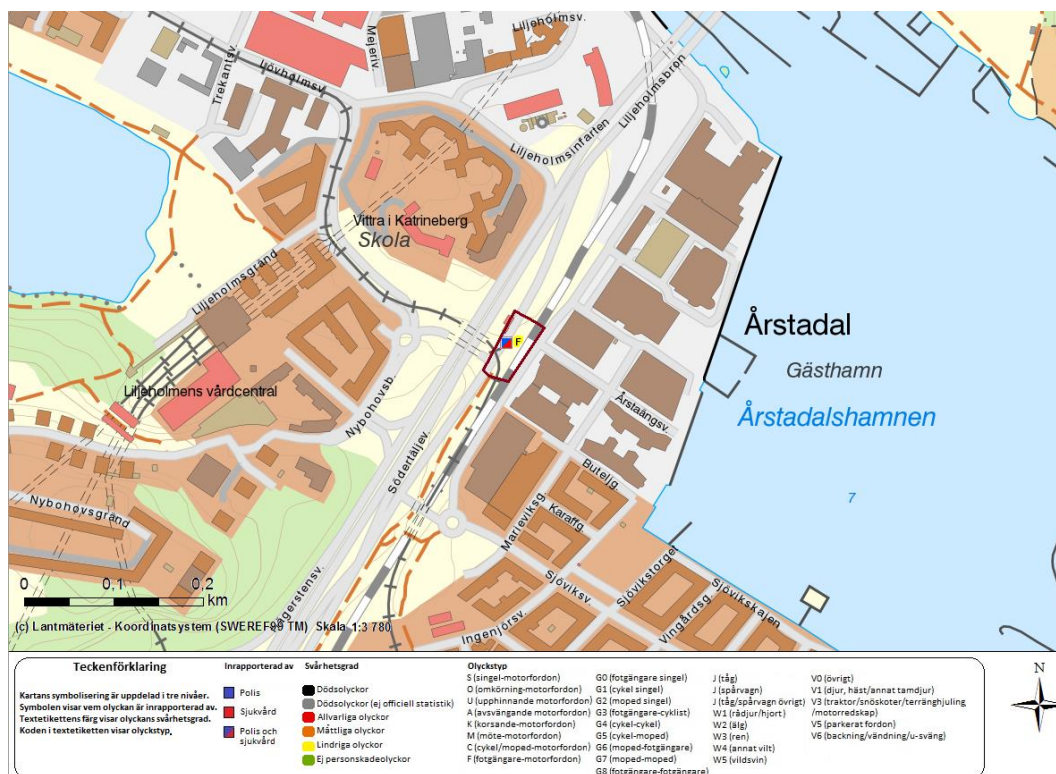 Liljeholmsv.
Mejeriv.
Trekantsv.
Lövholmsv.
Liljeholmsbron
Liljeholmsinfarten
Vittra i Katrineberg
Skola
Liljeholmsgränd
Årstadal
Gästhamn
Årstadalshamnen
F
Liljeholmens vårdcentral
Nybohovsb.
Södertäljev.
Årstaängsv.
Buteljg.
Karaffg.
Marieviksg.
7
Nybohovsgränd
Sjöviksv.
Sjövikstorget
Sjövikskajen
Vingårdsg.
Ingenjörsv.
Hägerstensv.
0 0,1 0,2
km
(c) Lantmäteriet - Koordinatsystem (SWEREF99 TM) Skala 1:3 780
Teckenförklaring
Kartans symbolisering är uppdelad i tre nivåer.
Symbolen visar vem olyckan är inrapporterad av.
Textetikettens färg visar olyckans svårhetsgrad.
Koden i textetiketten visar olyckstyp.
Inrapporterad av
Polis
Sjukvård
Polis och
sjukvård
Svårhetsgrad
Dödsolyckor
Dödsolyckor (ej officiell statistik)
Allvarliga olyckor
Måttliga olyckor
Lindriga olyckor
Ej personskadeolyckor
Olyckstyp
S (singel-motorfordon)
O (omkörning-motorfordon)
U (upphinnande motorfordon)
A (avsvängande motorfordon)
K (korsande-motorfordon)
M (möte-motorfordon)
C (cykel/moped-motorfordon)
F (fotgängare-motorfordon)
G0 (fotgängare singel)
G1 (cykel singel)
G2 (moped singel)
G3 (fotgängare-cyklist)
G4 (cykel-cykel)
G5 (cykel-moped)
G6 (moped-fotgängare)
G7 (moped-moped)
G8 (fotgängare-fotgängare)
J (tåg)
J (spårvagn)
J (tåg/spårvagn övrigt)
W1 (rådjur/hjort)
W2 (älg)
W3 (ren)
W4 (annat vilt)
W5 (vildsvin)
V0 (övrigt)
V1 (djur, häst/annat tamdjur)
V3 (traktor/snöskoter/terränghjuling
/motorredskap)
V5 (parkerat fordon)
V6 (backning/vändning/u-sväng)
N